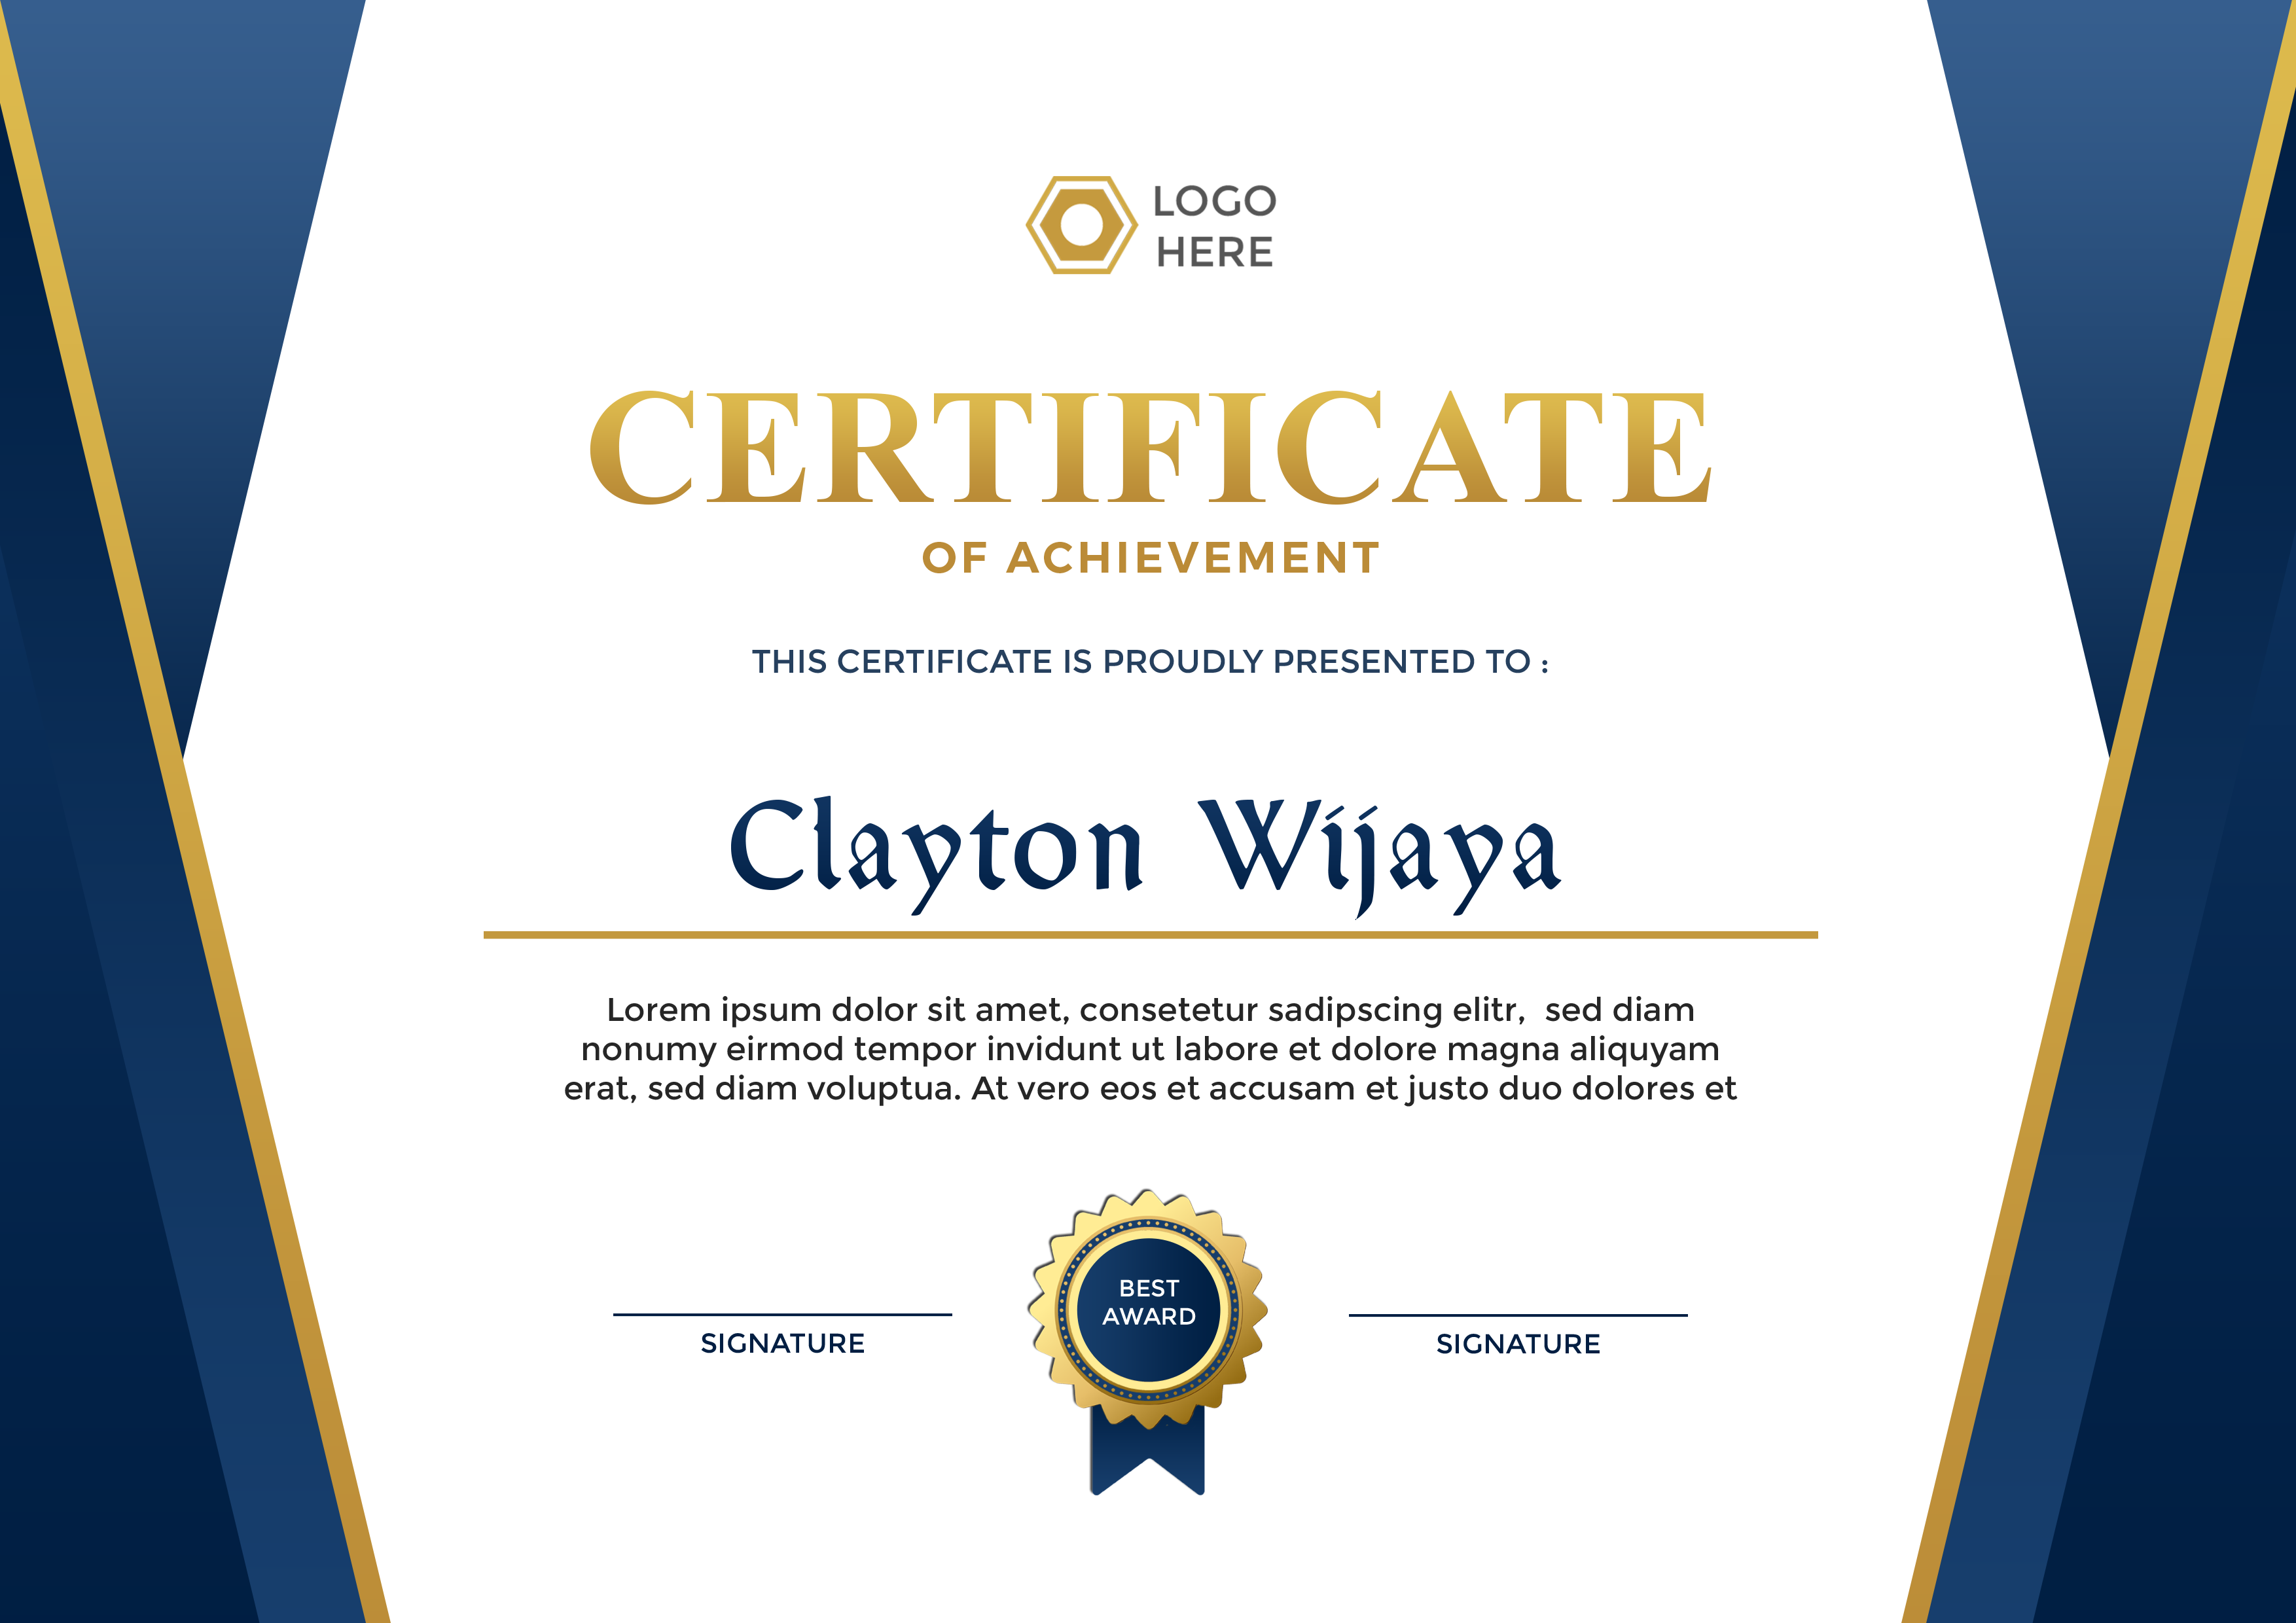 LOGO
HERE
CERTIFICATE
OF ACHIEVEMENT
THIS CERTIFICATE IS PROUDLY PRESENTED TO :
Clayton Wijaya
Lorem ipsum dolor sit amet, consetetur sadipscing elitr,  sed diam
nonumy eirmod tempor invidunt ut labore et dolore magna aliquyam
erat, sed diam voluptua. At vero eos et accusam et justo duo dolores et
BEST
AWARD
SIGNATURE
SIGNATURE